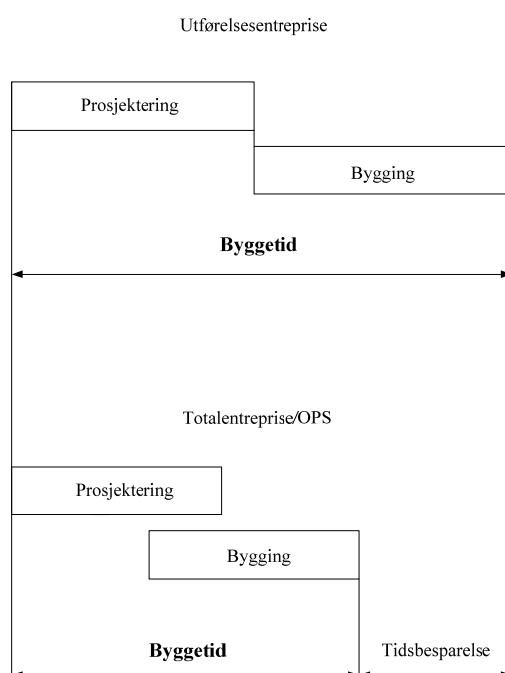 Utførelsesentreprise
Prosjektering
Bygging
Byggetid
Totalentreprise/OPS
Prosjektering
Bygging
Byggetid
Tidsbesparelse